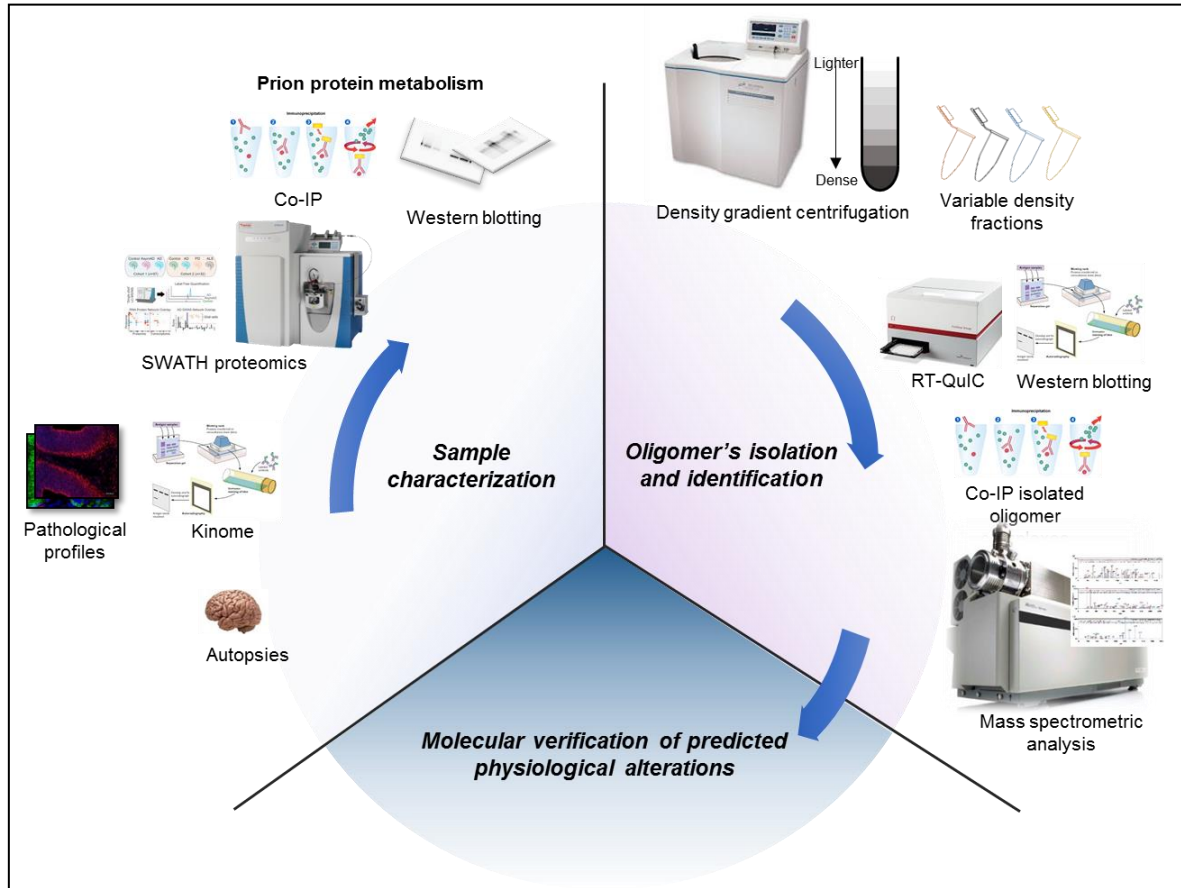 Prion protein metabolism
Immunoprecipitation
Co-IP
Western blotting
SWATH proteomics
Pathological
profiles
Kinome
Autopsies
Sample
characterization
Lighter
Dense
Density gradient centrifugation
Variable density
fractions
RT-QuIC
Western blotting
Immunoprecipitation
Co-IP isolated
oligomer
Mass spectrometric
analysis
Oligomer’s isolation
and identification
Molecular verification of predicted
physiological alterations